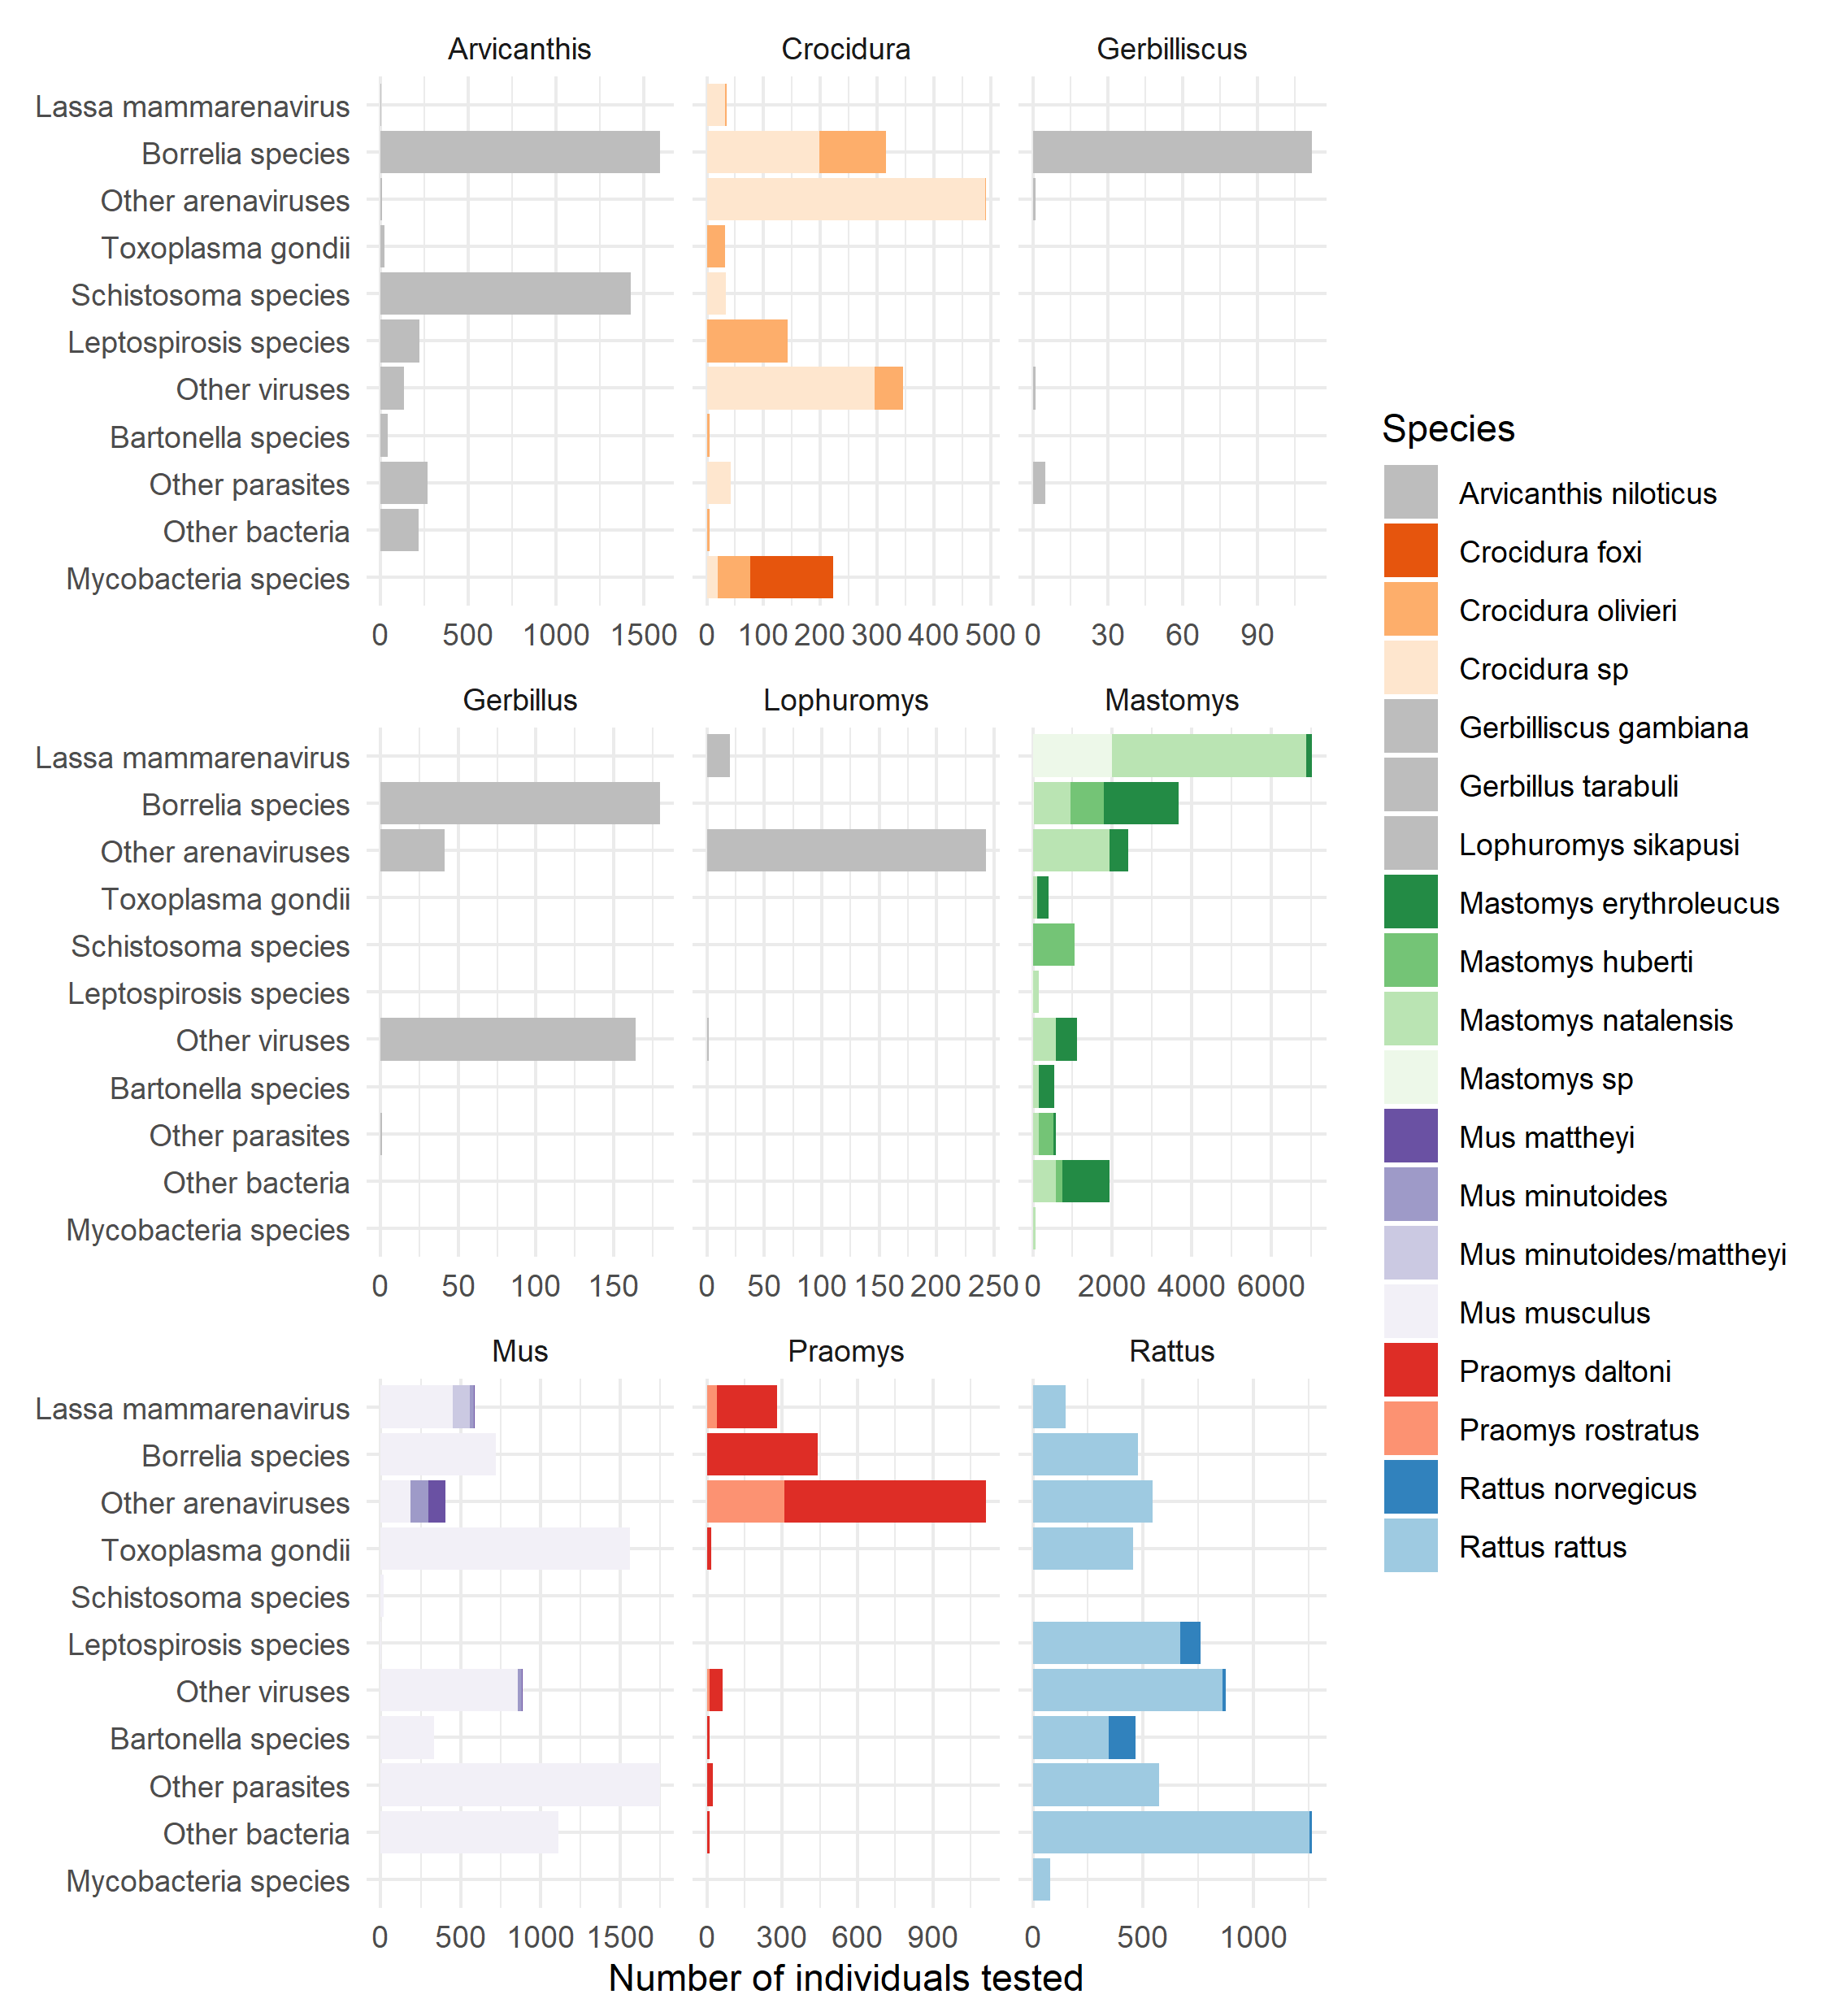 Arvicanthis
Crocidura
Gerbilliscus
Lassa mammarenavirus
Borrelia species
Other arenaviruses
Toxoplasma gondii
Schistosoma species
Leptospirosis species
Other viruses
Bartonella species
Other parasites
Other bacteria
Mycobacteria species
0 500 1000 1500
0 100 200 300 400 500
0 30 60 90
Gerbillus
Lophuromys
Mastomys
Lassa mammarenavirus
Borrelia species
Other arenaviruses
Toxoplasma gondii
Schistosoma species
Leptospirosis species
Other viruses
Bartonella species
Other parasites
Other bacteria
Mycobacteria species
0 50 100 150
0 50 100 150 200 250
0 2000 4000 6000
Mus
Praomys
Rattus
Lassa mammarenavirus
Borrelia species
Other arenaviruses
Toxoplasma gondii
Schistosoma species
Leptospirosis species
Other viruses
Bartonella species
Other parasites
Other bacteria
Mycobacteria species
0 500 1000 1500
0 300 600 900
0 500 1000
Number of individuals tested
Species
Arvicanthis niloticus
Crocidura foxi
Crocidura olivieri
Crocidura sp
Gerbilliscus gambiana
Gerbillus tarabuli
Lophuromys sikapusi
Mastomys erythroleucus
Mastomys huberti
Mastomys natalensis
Mastomys sp
Mus mattheyi
Mus minutoides
Mus minutoides/mattheyi
Mus musculus
Praomys daltoni
Praomys rostratus
Rattus norvegicus
Rattus rattus